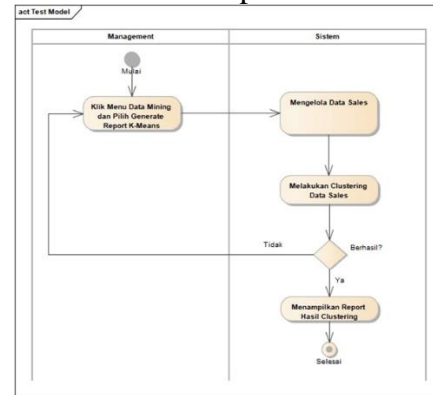 act Test Model
Management
Sistem
Mulai
Klik Menu Data Mining
dan Pilih Generate
Report K-Means
Mengelola Data Sales
Melakukan Clustering
Data Sales
Tidak
Berhasil?
Ya
Menampilkan Report
Hasil Clustering
Selesai